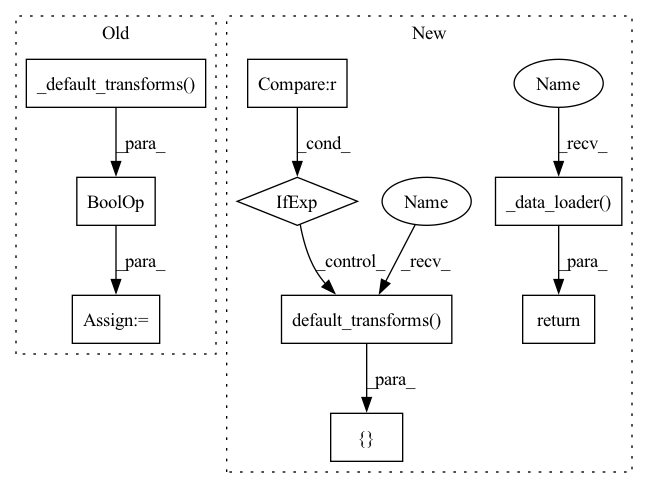 Old
New
_default_transforms()
Compare:r
Name
_para_
_cond_
_recv_
BoolOp
IfExp
Name
_data_loader()
_para_
_control_
_recv_
_para_
Assign:=
default_transforms()
return
_para_
{}